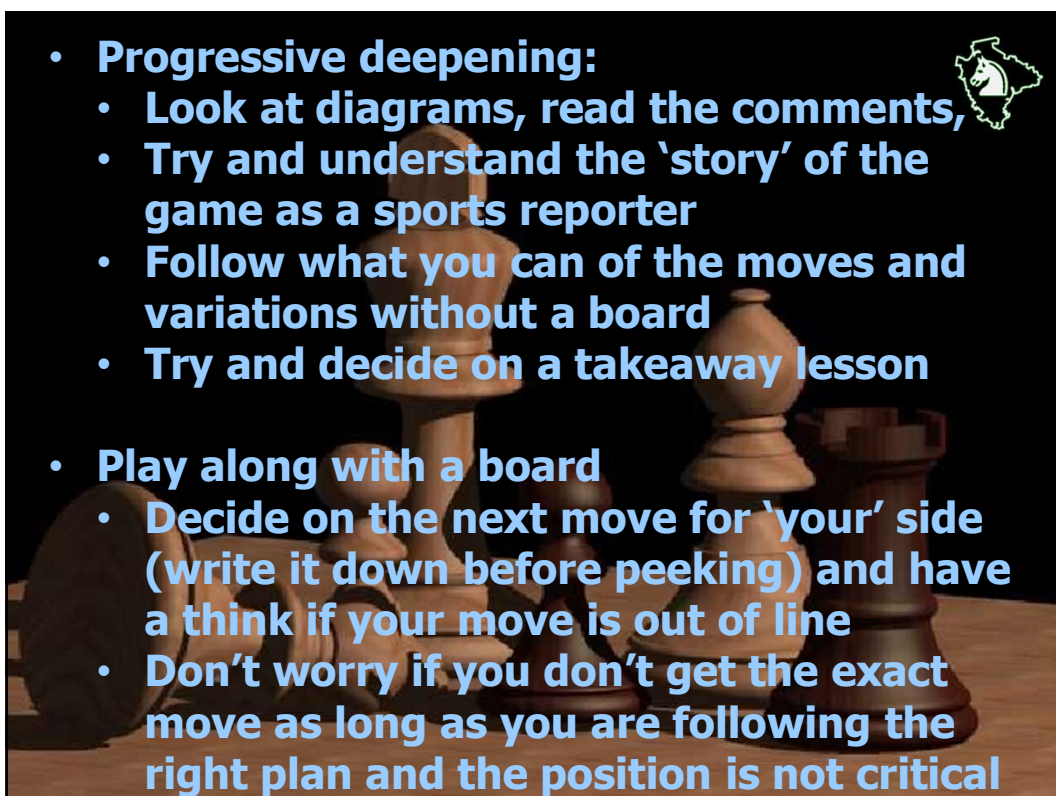 • Progressive deepening:
• Look at diagrams, read the comments,
• Try and understand the ‘story’ of the
game as a sports reporter
• Follow what you can of the moves and
variations without a board
• Try and decide on a takeaway lesson
• Play along with a board
• Decide on the next move for ‘your’ side
(write it down before peeking) and have
a think if your move is out of line
• Don’t worry if you don’t get the exact
move as long as you are following the
right plan and the position is not critical